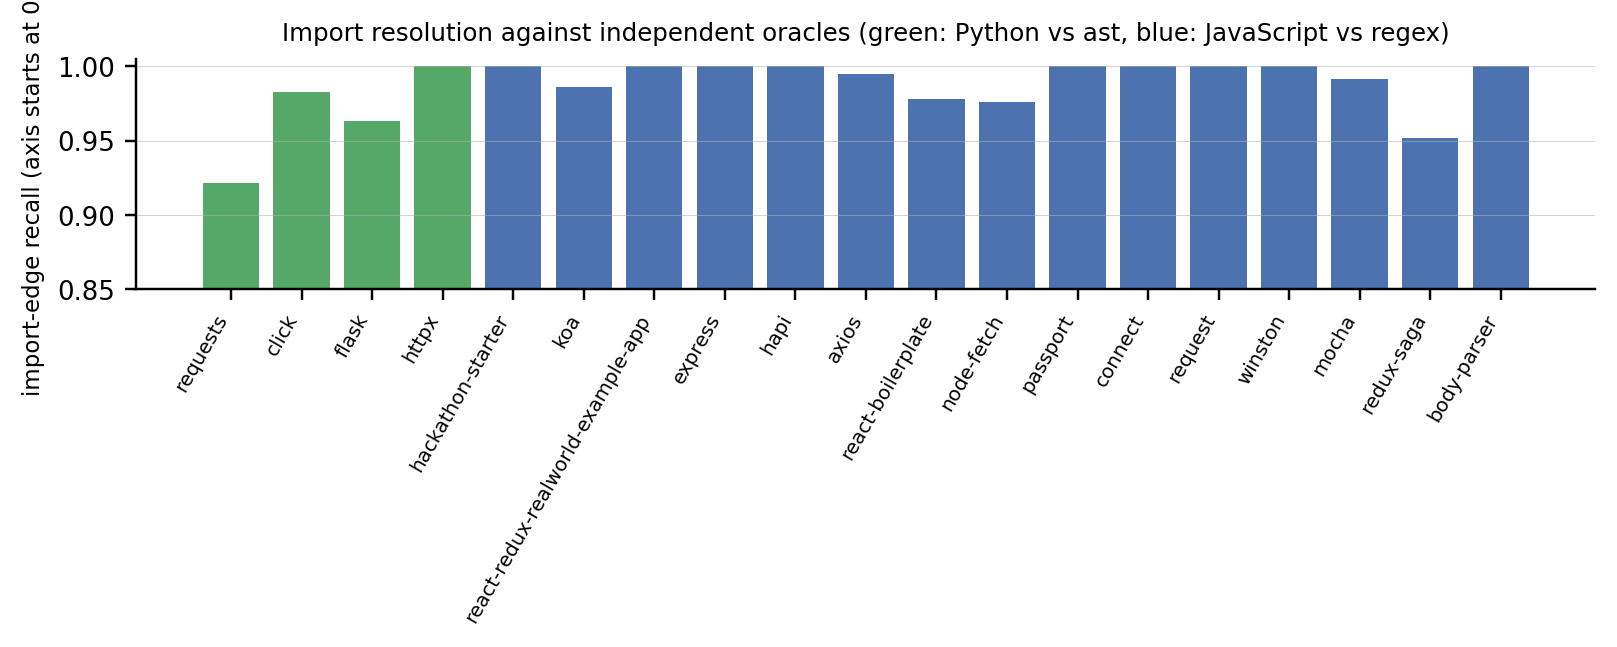 Import resolution against independent oracles (green: Python vs ast, blue: JavaScript vs regex)
import-edge recall (axis starts at 0
1.00
0.95
0.90
0.85
requests
click
flask
httpx
hackathon-starter
koa
react-redux-realworld-example-app
express
hapi
axios
react-boilerplate
node-fetch
passport
connect
request
winston
mocha
redux-saga
body-parser